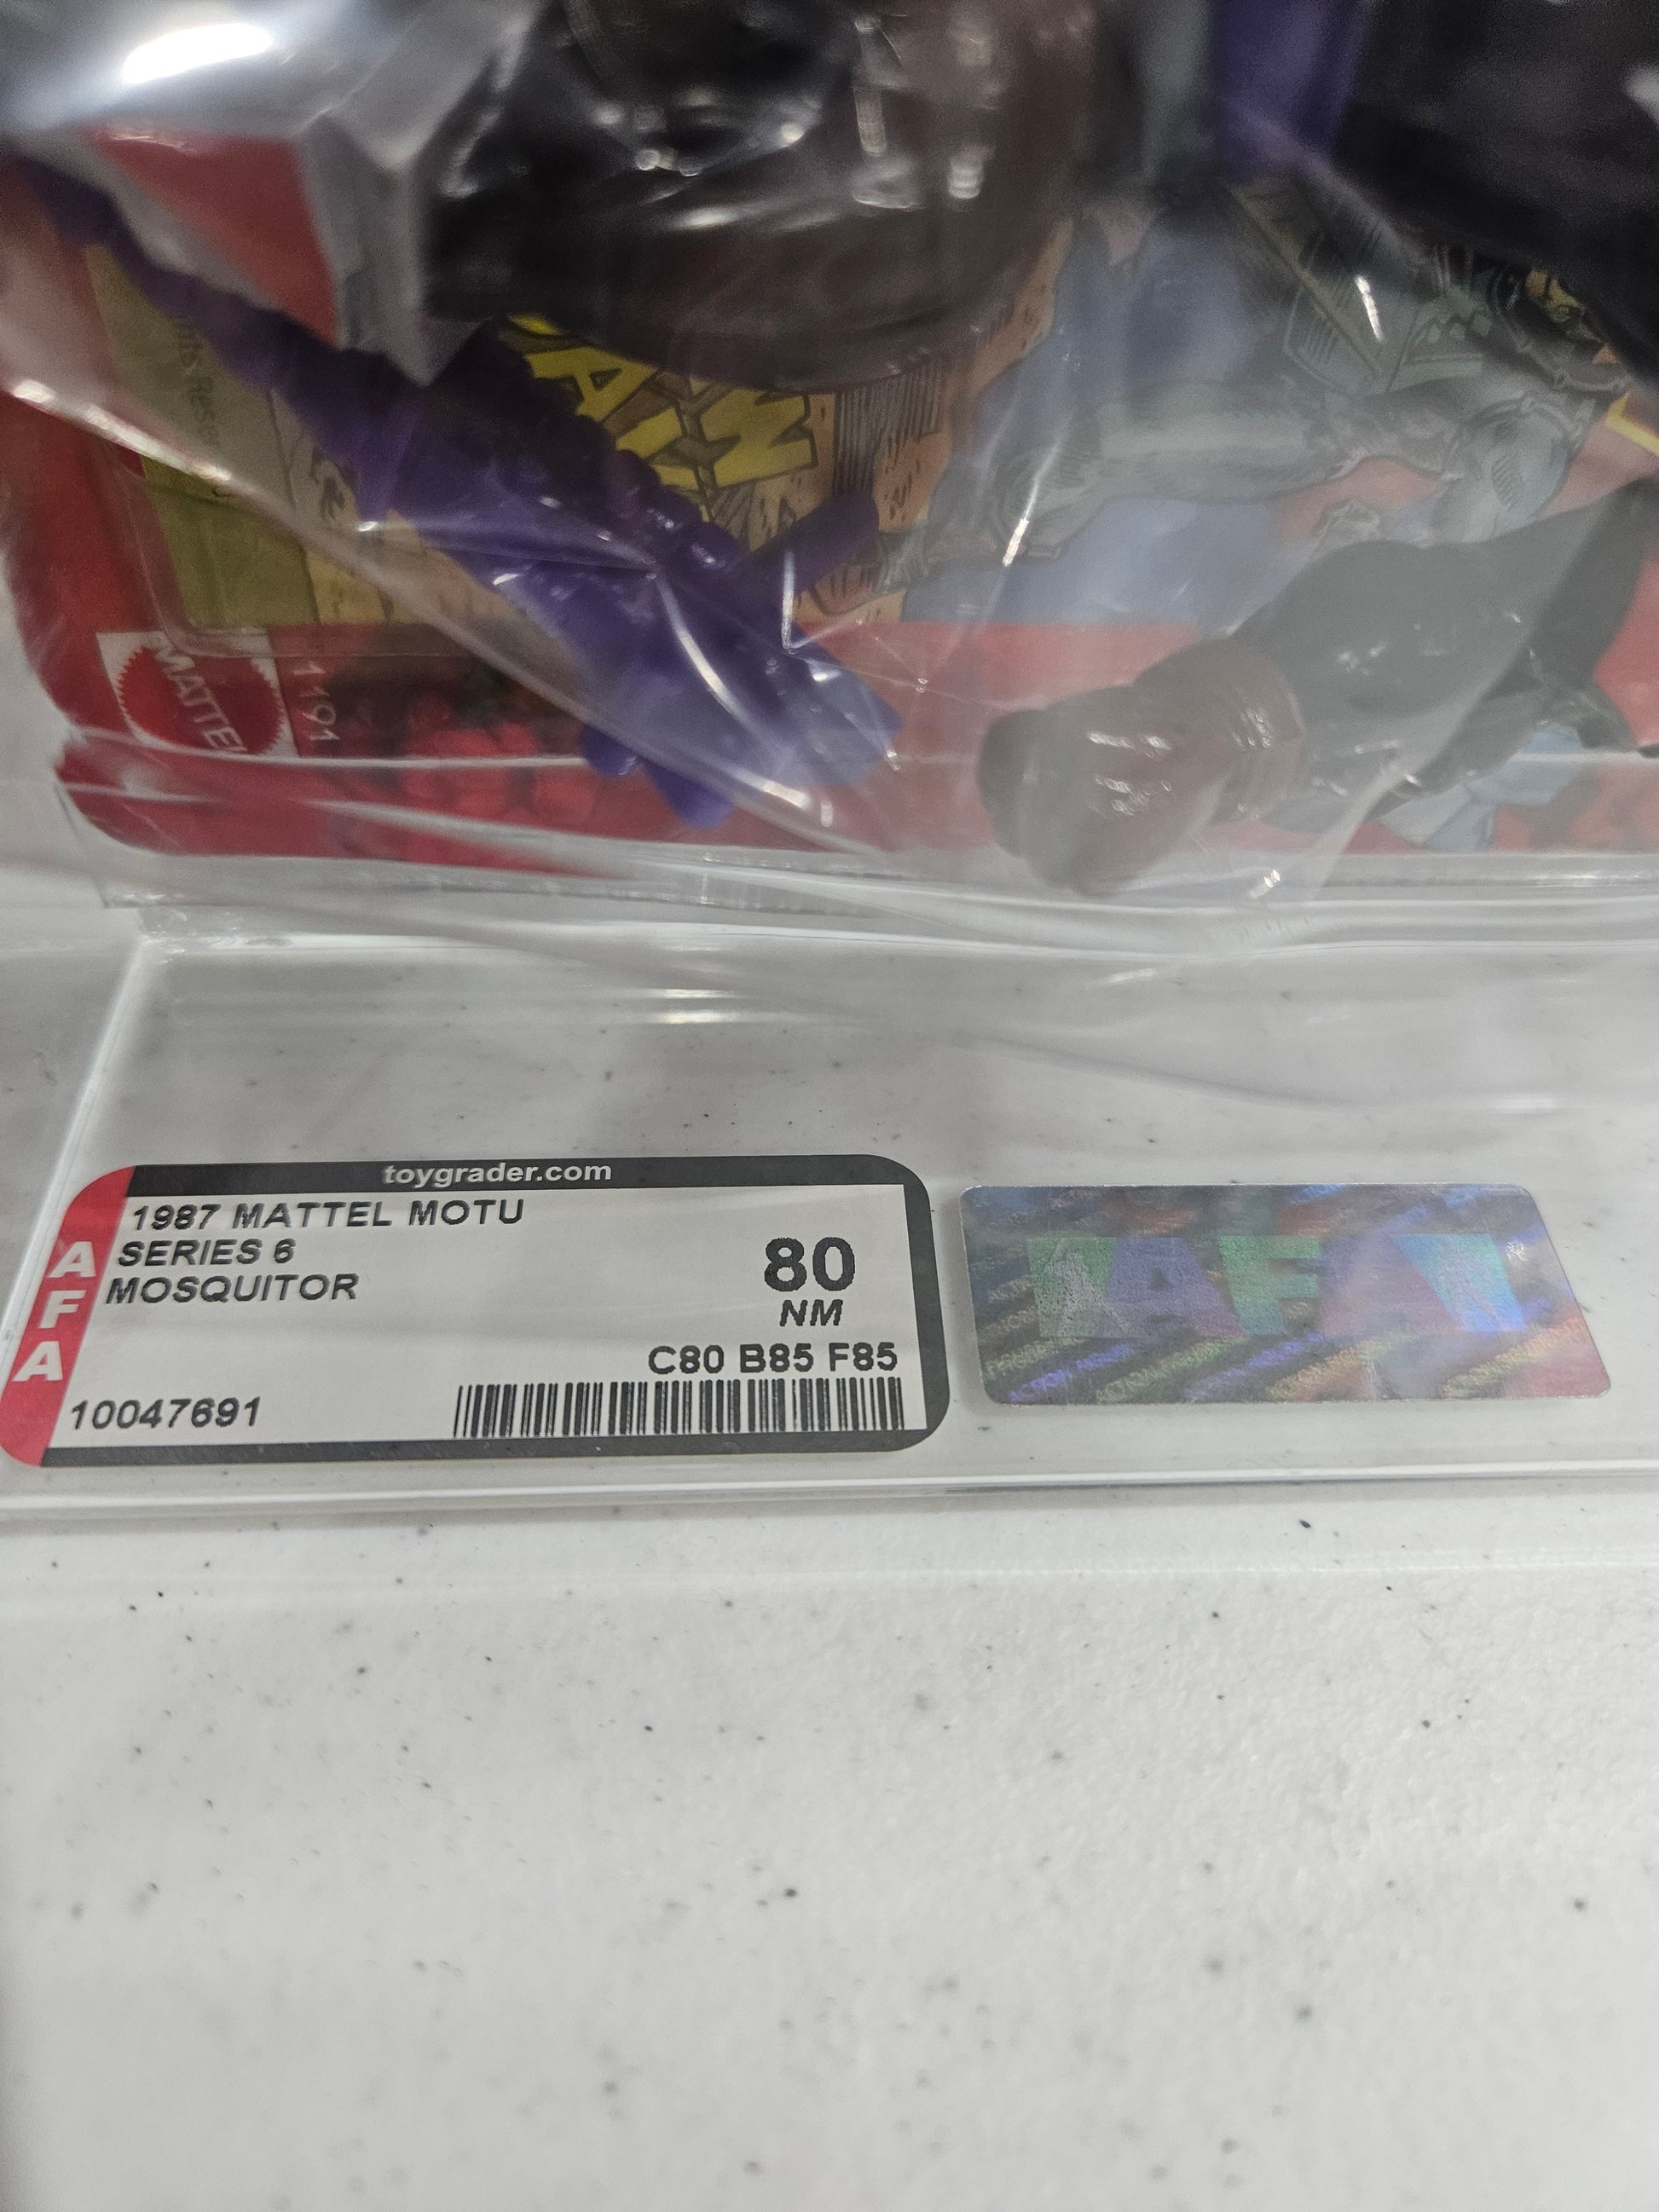 MATTEL
1191
toygrader.com
1987 MATTEL MOTU
SERIES 6
MOSQUITOR
80
NM
C80 B85 F85
10047691
AFA
AFA